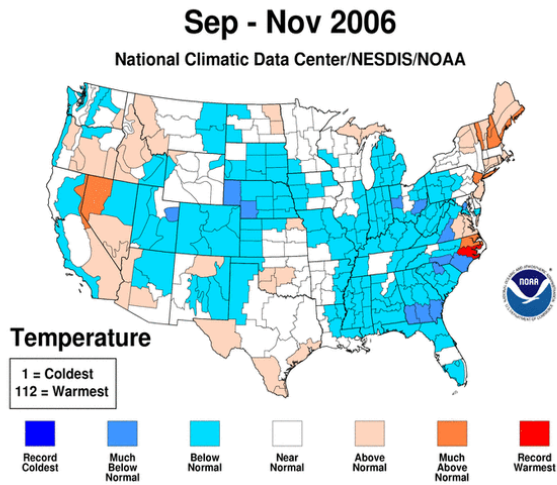 Sep - Nov 2006
National Climatic Data Center/NESDIS/NOAA
NOAA
Temperature
1 = Coldest
112 = Warmest
Record
Coldest
Much
Below
Normal
Below
Normal
Near
Normal
Above
Normal
Much
Above
Normal
Record
Warmest